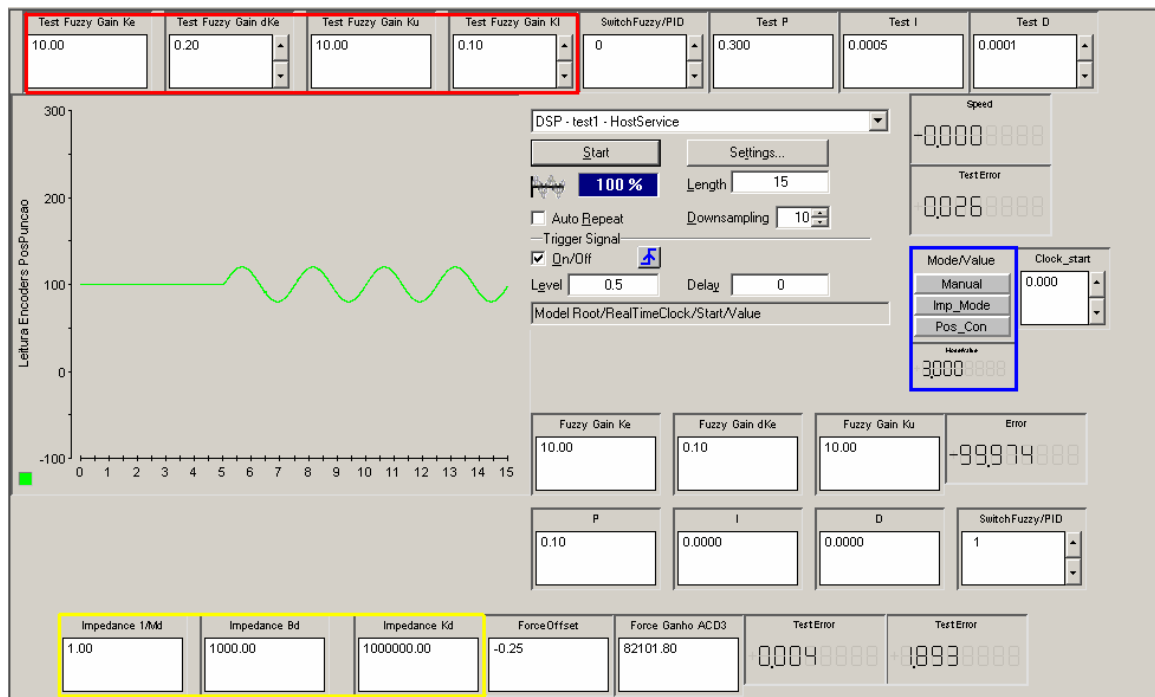 Test Fuzzy Gain Ke
Test Fuzzy Gain dKe
Test Fuzzy Gain Ku
Test Fuzzy Gain KI
SwitchFuzzy/PID
Test P
Test I
Test D
10.00
0.20
10.00
0.10
0
0.300
0.0005
0.0001
Leitura Encoders PosPuncao
300
200
100
0
-100
0 1 2 3 4 5 6 7 8 9 10 11 12 13 14 15
DSP - test1 - HostService
Start
Settings...
100 %
Length
15
Auto Repeat
Downsampling
10
Trigger Signal
On/Off
Level
0.5
Delay
0
Model Root/RealTimeClock/Start/Value
Speed
-0.000
TestError
+0.026
Mode/Value
Manual
Imp_Mode
Pos_Con
+3.000
Clock_start
0.000
Fuzzy Gain Ke
Fuzzy Gain dKe
Fuzzy Gain Ku
Error
10.00
0.10
10.00
-99.974
P
I
D
SwitchFuzzy/PID
0.10
0.0000
0.0000
1
Impedance 1/Md
Impedance Bd
Impedance Kd
ForceOffset
Force Ganho ACD3
TestError
TestError
1.00
1000.00
1000000.00
-0.25
82101.80
+0.004
+1.893